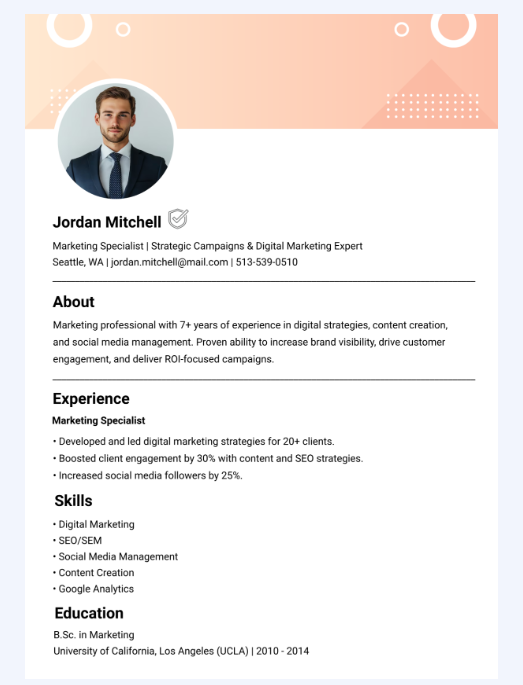 Jordan Mitchell
Marketing Specialist | Strategic Campaigns & Digital Marketing Expert
Seattle, WA | jordan.mitchell@mail.com | 513-539-0510
About
Marketing professional with 7+ years of experience in digital strategies, content creation,
and social media management. Proven ability to increase brand visibility, drive customer
engagement, and deliver ROI-focused campaigns.
Experience
Marketing Specialist
• Developed and led digital marketing strategies for 20+ clients.
• Boosted client engagement by 30% with content and SEO strategies.
• Increased social media followers by 25%.
Skills
• Digital Marketing
• SEO/SEM
• Social Media Management
• Content Creation
• Google Analytics
Education
B.Sc. in Marketing
University of California, Los Angeles (UCLA) | 2010 - 2014